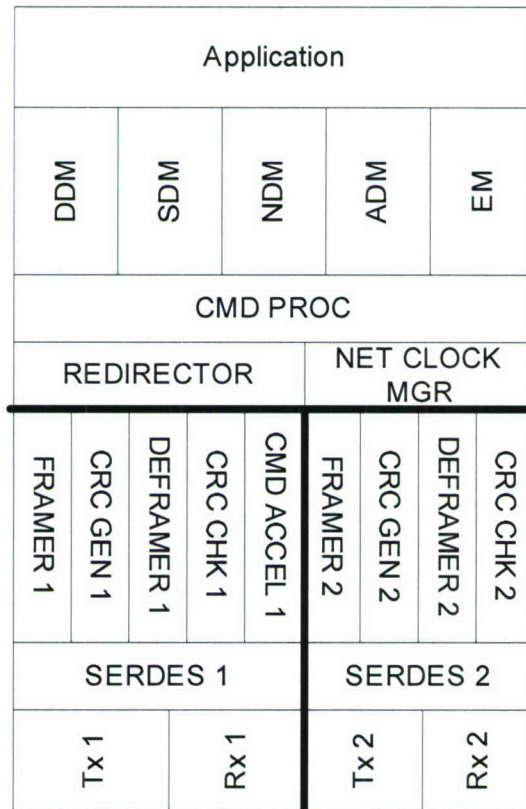 Application
DDM
SDM
NDM
ADM
EM
CMD PROC
REDIRECTOR
NET CLOCK
MGR
FRAMER 1
CRC GEN 1
DEFRAMER 1
CRC CHK 1
CMD ACCEL 1
FRAMER 2
CRC GEN 2
DEFRAMER 2
CRC CHK 2
SERDES 1
SERDES 2
Tx 1
Rx 1
Tx 2
Rx 2